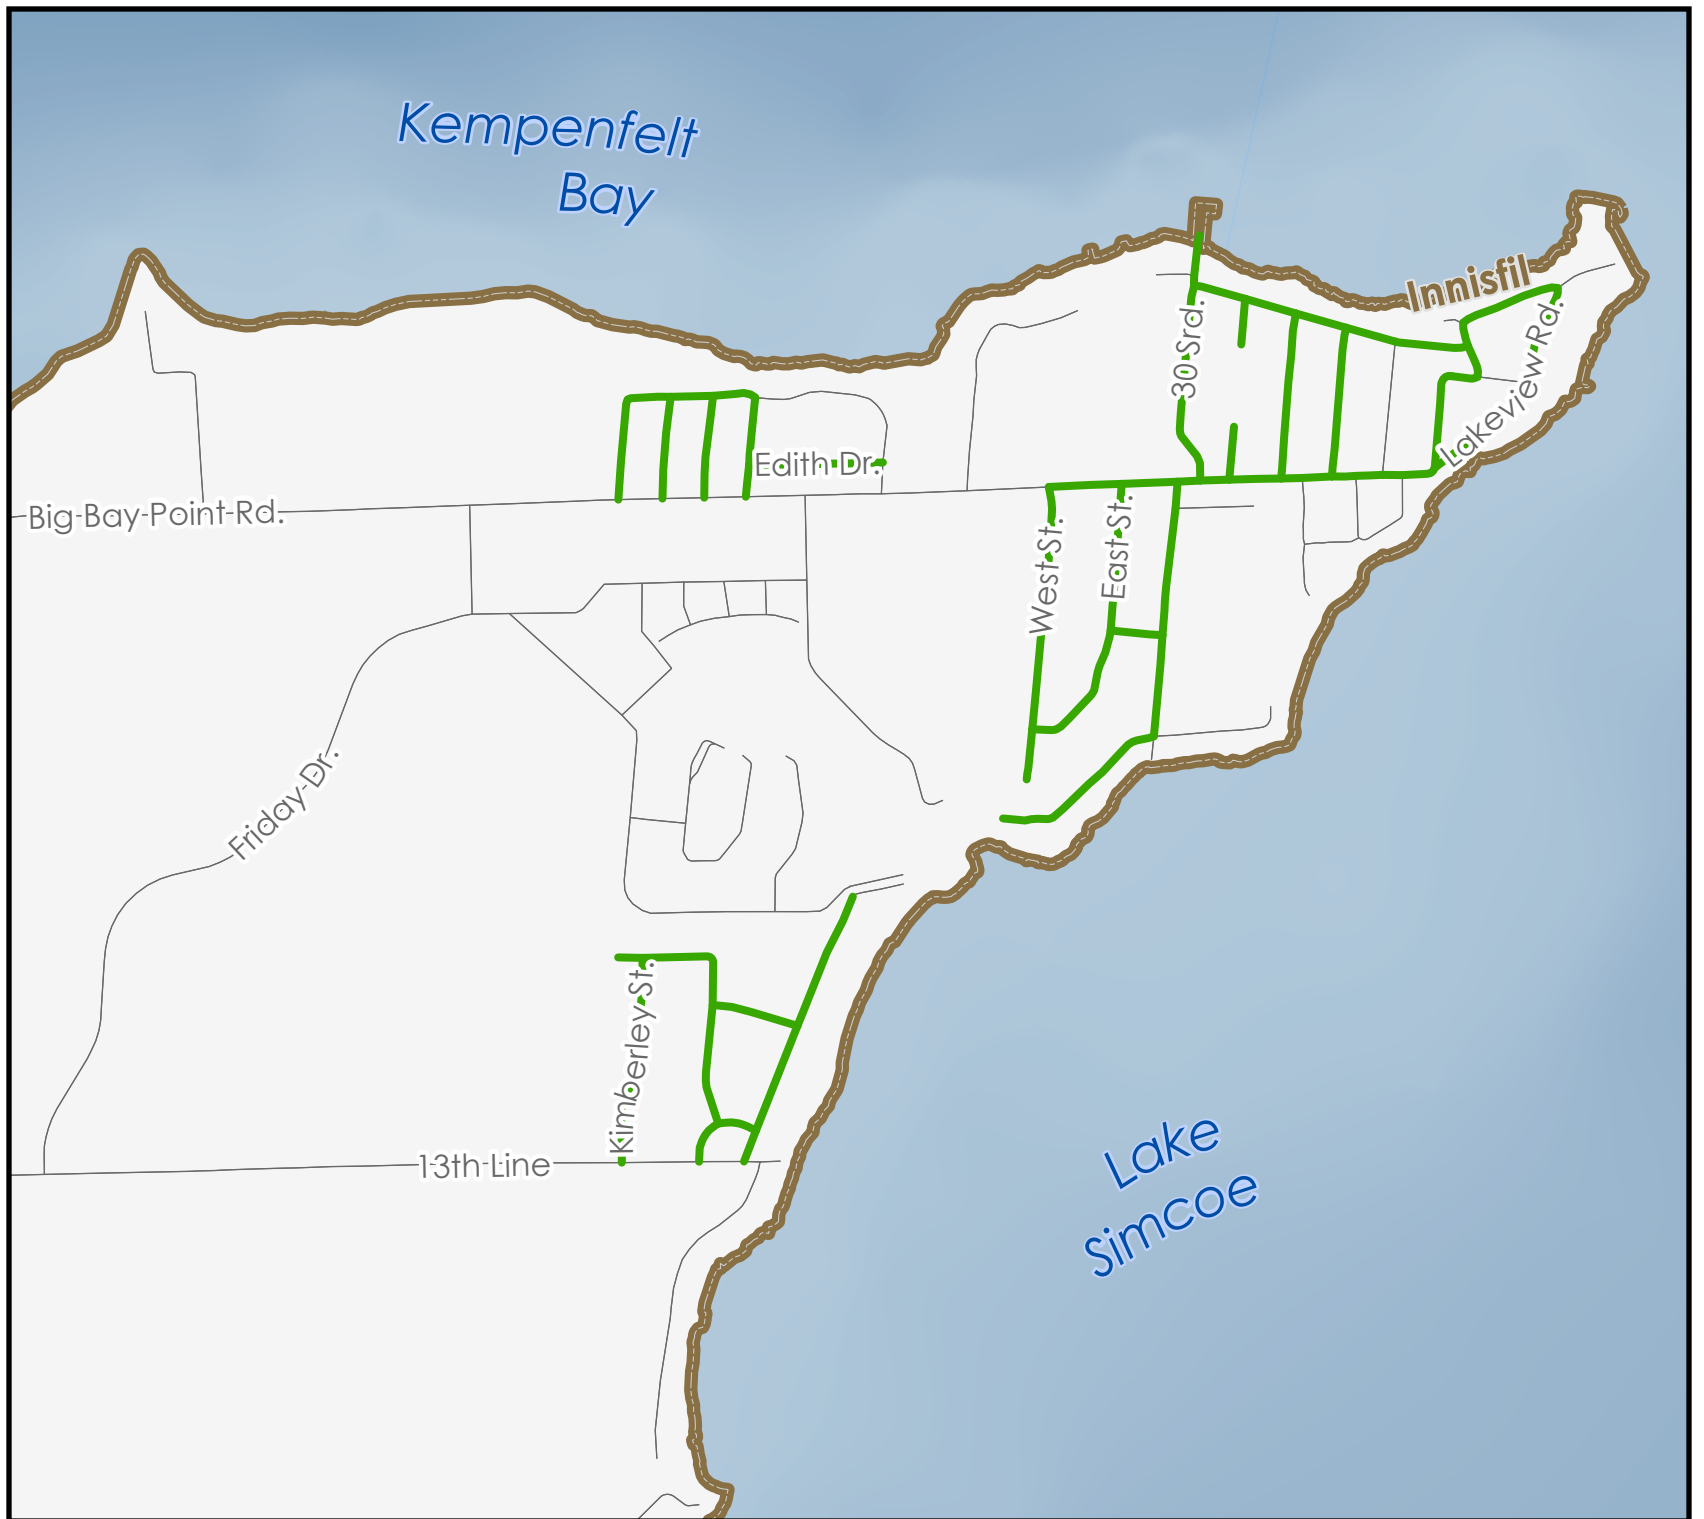 Kempenfelt
Bay
Innisfil
30 Srd.
Lakeview Rd.
Edith Dr.
Big Bay Point Rd.
West St.
East St.
Friday Dr.
Kimberley St.
13th Line
Lake
Simcoe